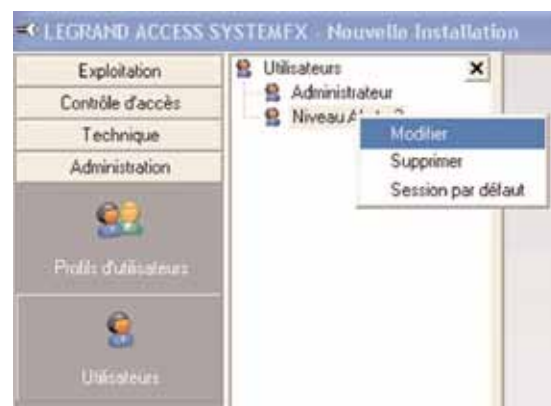 LEGRAND ACCESS SYSTEMFX - Nouvelle Installation
Exploitation
Contrôle d'accès
Technique
Administration
Profils d'utilisateurs
Utilisateurs
Utilisateurs
Administrateur
Niveau
Modifier
Supprimer
Session par défaut